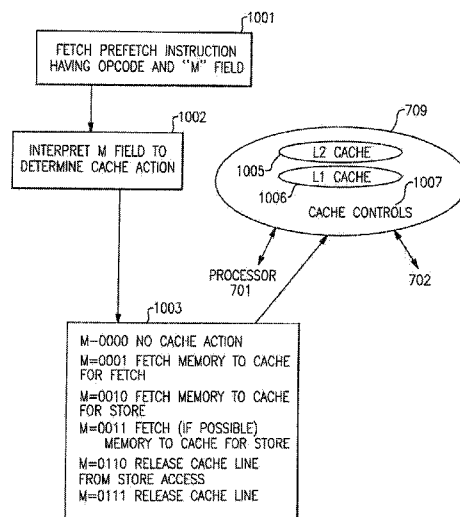 1001
FETCH PREFETCH INSTRUCTION
HAVING OPCODE AND "M" FIELD
1002
INTERPRET M FIELD TO
DETERMINE CACHE ACTION
709
1005
L2 CACHE
L1 CACHE
1006
1007
CACHE CONTROLS
PROCESSOR
701
702
1003
M-0000 NO CACHE ACTION
M=0001 FETCH MEMORY TO CACHE
FOR FETCH
M=0010 FETCH MEMORY TO CACHE
FOR STORE
M=0011 FETCH (IF POSSIBLE)
MEMORY TO CACHE FOR STORE
M=0110 RELEASE CACHE LINE
FROM STORE ACCESS
M=0111 RELEASE CACHE LINE